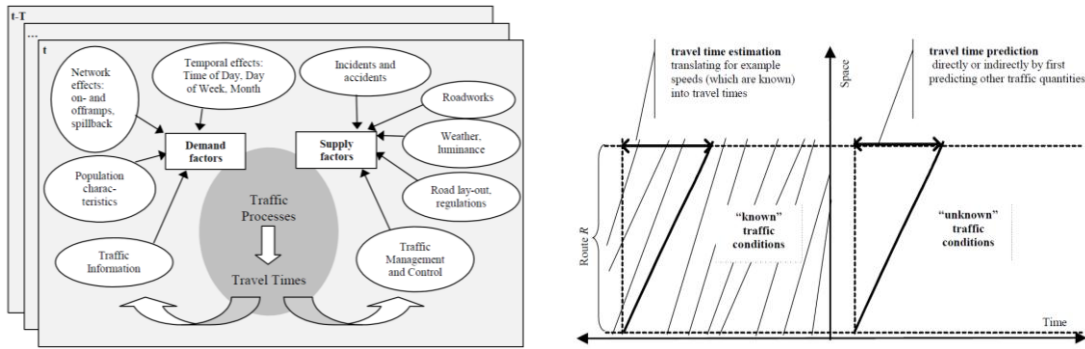 t-T
...
t
Network
effects:
on- and
offramps,
spillback
Temporal effects:
Time of Day, Day
of Week, Month
Incidents and
accidents
Roadworks
Weather,
luminance
Road lay-out,
regulations
Demand
factors
Supply
factors
Population
charac-
teristics
Traffic
Information
Traffic
Processes
Travel Times
Traffic
Management
and Control
travel time estimation
translating for example
speeds (which are known)
into travel times
Space
travel time prediction
directly or indirectly by first
predicting other traffic quantities
Route R
“known”
traffic
conditions
“unknown”
traffic
conditions
Time